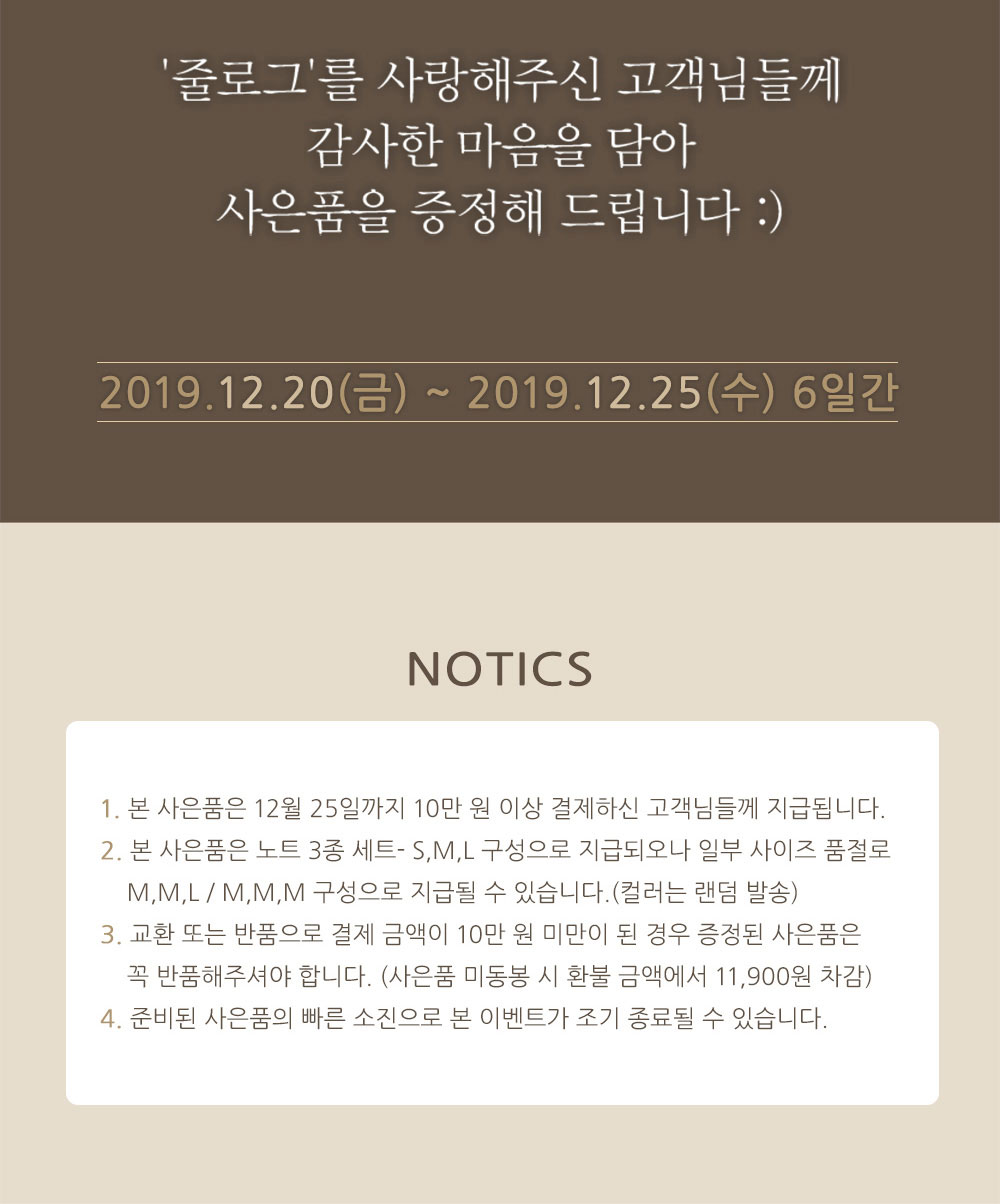 '줄로그'를 사랑해주신 고객님들께
감사한 마음을 담아
사은품을 증정해 드립니다 :)
2019.12.20(금) ~ 2019.12.25(수) 6일간
NOTICS
1. 본 사은품은 12월 25일까지 10만 원 이상 결제하신 고객님들께 지급됩니다.
2. 본 사은품은 노트 3종 세트- S,M,L 구성으로 지급되오나 일부 사이즈 품절로
M,M,L / M,M,M 구성으로 지급될 수 있습니다.(컬러는 랜덤 발송)
3. 교환 또는 반품으로 결제 금액이 10만 원 미만이 된 경우 증정된 사은품은
꼭 반품해주셔야 합니다. (사은품 미동봉 시 환불 금액에서 11,900원 차감)
4. 준비된 사은품의 빠른 소진으로 본 이벤트가 조기 종료될 수 있습니다.